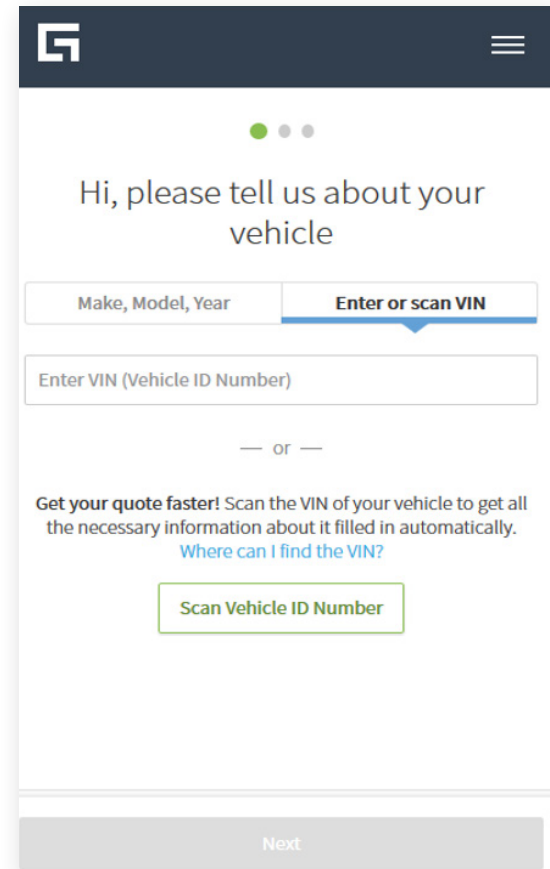 Hi, please tell us about your
vehicle
Make, Model, Year
Enter or scan VIN
Enter VIN (Vehicle ID Number)
— or —
Get your quote faster! Scan the VIN of your vehicle to get all
the necessary information about it filled in automatically.
Where can I find the VIN?
Scan Vehicle ID Number
Next